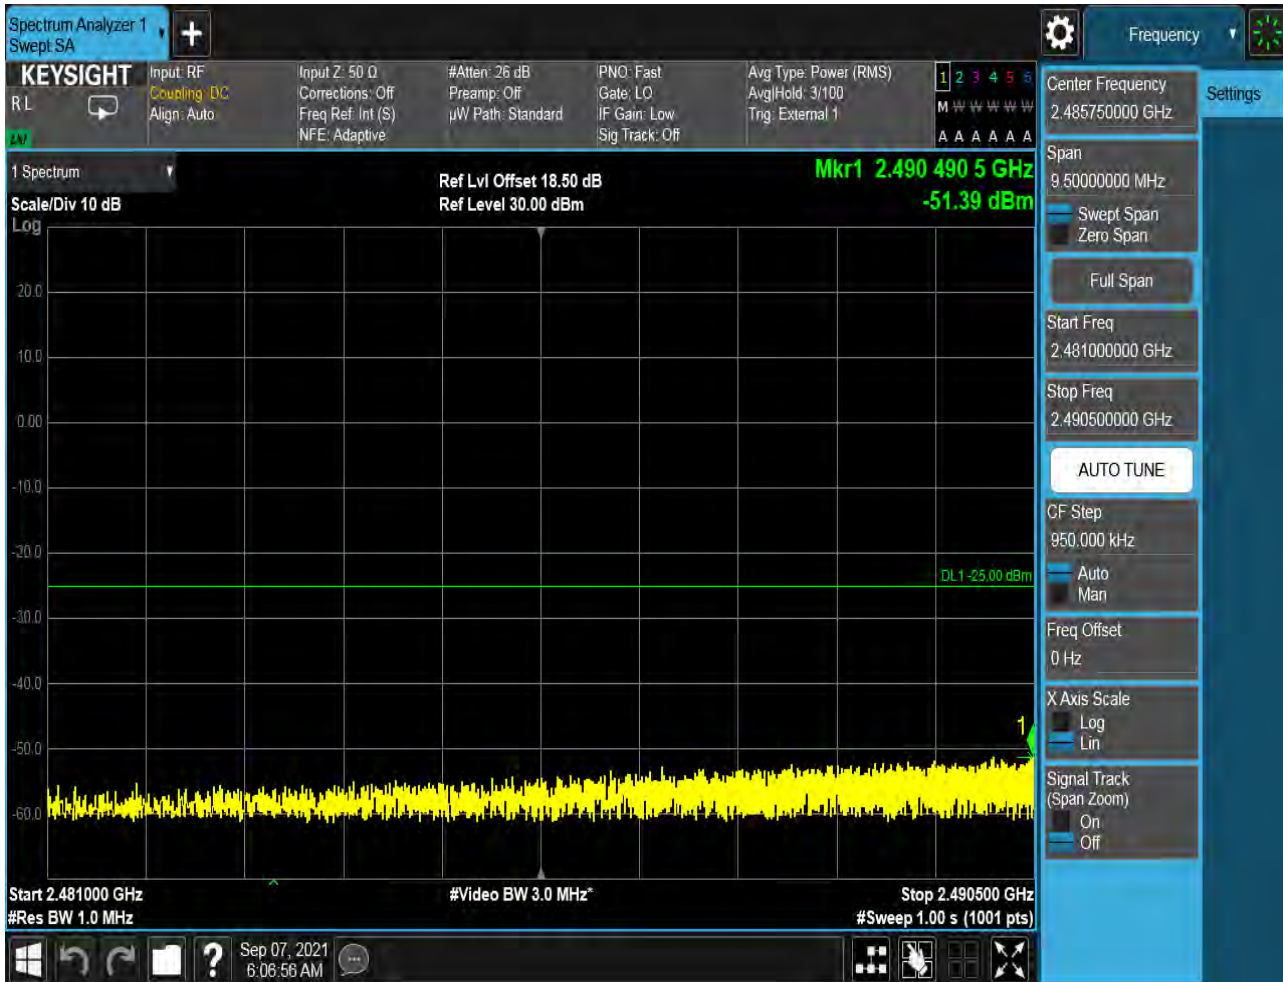 Spectrum Analyzer 1
Swept SA
Frequency
KEYSIGHT
R L
Input: RF
Coupling: DC
Align: Auto
Input Z: 50 Ω
Corrections: Off
Freq Ref: Int (S)
NFE: Adaptive
#Atten: 26 dB
Preamp: Off
µW Path: Standard
PNO: Fast
Gate: LO
IF Gain: Low
Sig Track: Off
Avg Type: Power (RMS)
Avg|Hold: 3/100
Trig: External 1
1 2 3 4 5 6
M W W W W W
A A A A A A
1 Spectrum
Scale/Div 10 dB
Log
Ref Lvl Offset 18.50 dB
Ref Level 30.00 dBm
Mkr1 2.490 490 5 GHz
-51.39 dBm
20.0
10.0
0.00
-10.0
-20.0
DL1 -25.00 dBm
-30.0
-40.0
1
-50.0
-60.0
Start 2.481000 GHz
#Video BW 3.0 MHz*
Stop 2.490500 GHz
#Res BW 1.0 MHz
#Sweep 1.00 s (1001 pts)
Sep 07, 2021
6:06:56 AM
Center Frequency
2.485750000 GHz
Settings
Span
9.50000000 MHz
Swept Span
Zero Span
Full Span
Start Freq
2.481000000 GHz
Stop Freq
2.490500000 GHz
AUTO TUNE
CF Step
950.000 kHz
Auto
Man
Freq Offset
0 Hz
X Axis Scale
Log
Lin
Signal Track
(Span Zoom)
On
Off